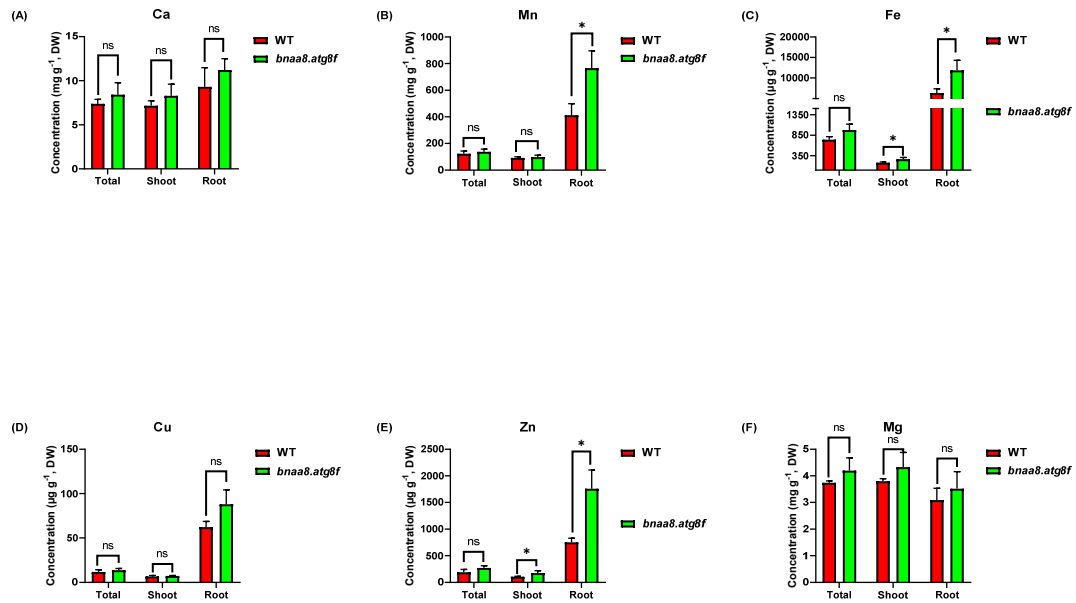 (A)
Ca
Concentration (mg g⁻¹, DW)
15
10
5
0
ns
ns
ns
Total
Shoot
Root
WT
bnaa8.atg8f
(B)
Mn
Concentration (mg g⁻¹, DW)
1000
800
600
400
200
0
ns
ns
*
Total
Shoot
Root
WT
bnaa8.atg8f
(C)
Fe
Concentration (µg g⁻¹, DW)
20000
10000
1350
850
350
ns
*
*
Total
Shoot
Root
WT
bnaa8.atg8f
(D)
Cu
Concentration (µg g⁻¹, DW)
150
100
50
0
ns
ns
ns
Total
Shoot
Root
WT
bnaa8.atg8f
(E)
Zn
Concentration (µg g⁻¹, DW)
2500
2000
1500
1000
500
0
ns
*
*
Total
Shoot
Root
WT
bnaa8.atg8f
(F)
Mg
Concentration (mg g⁻¹, DW)
5
4
3
2
1
0
ns
ns
ns
Total
Shoot
Root
WT
bnaa8.atg8f